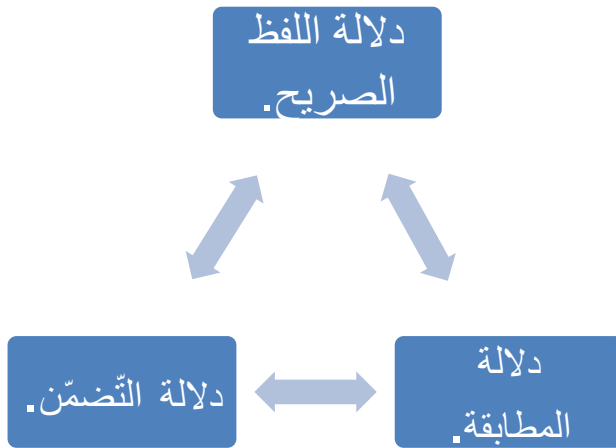 دلالة اللفظ
الصريح.
دلالة
المطابقة.
دلالة التّضمّن.